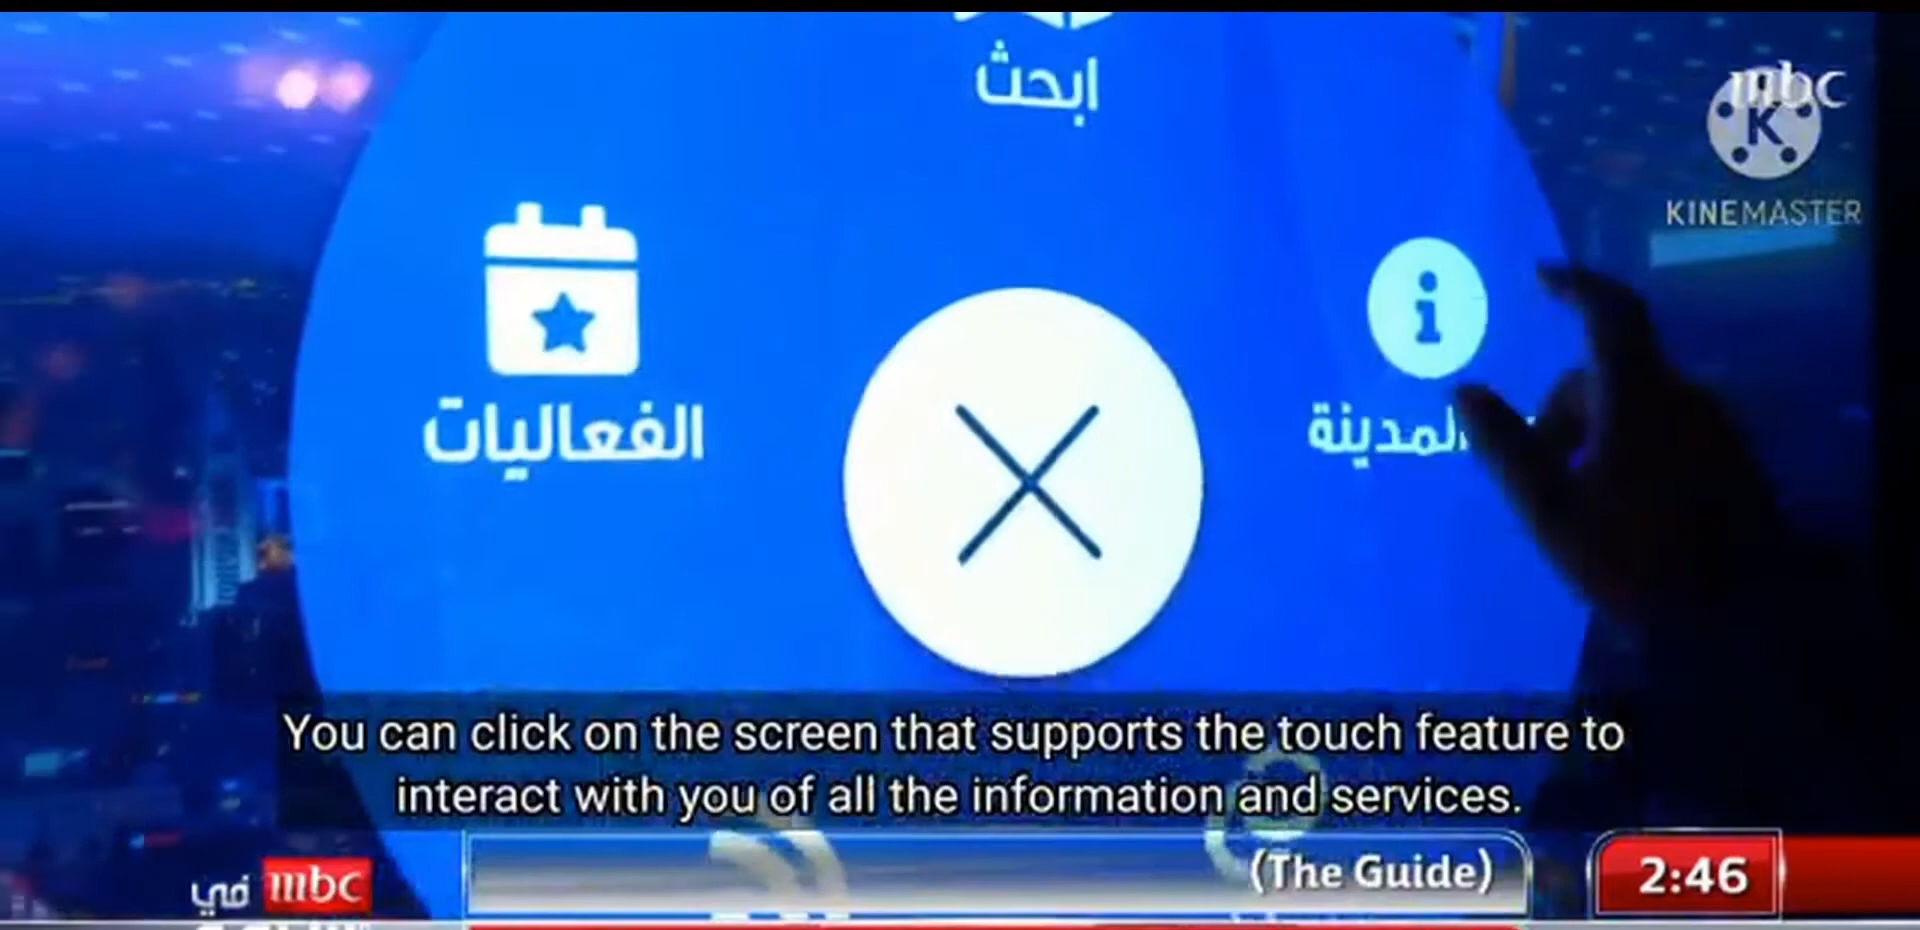 ابحث
mbc
K
KINEMASTER
i
الفعاليات
المدينة
You can click on the screen that supports the touch feature to
interact with you of all the information and services.
(The Guide)
2:46
mbc في